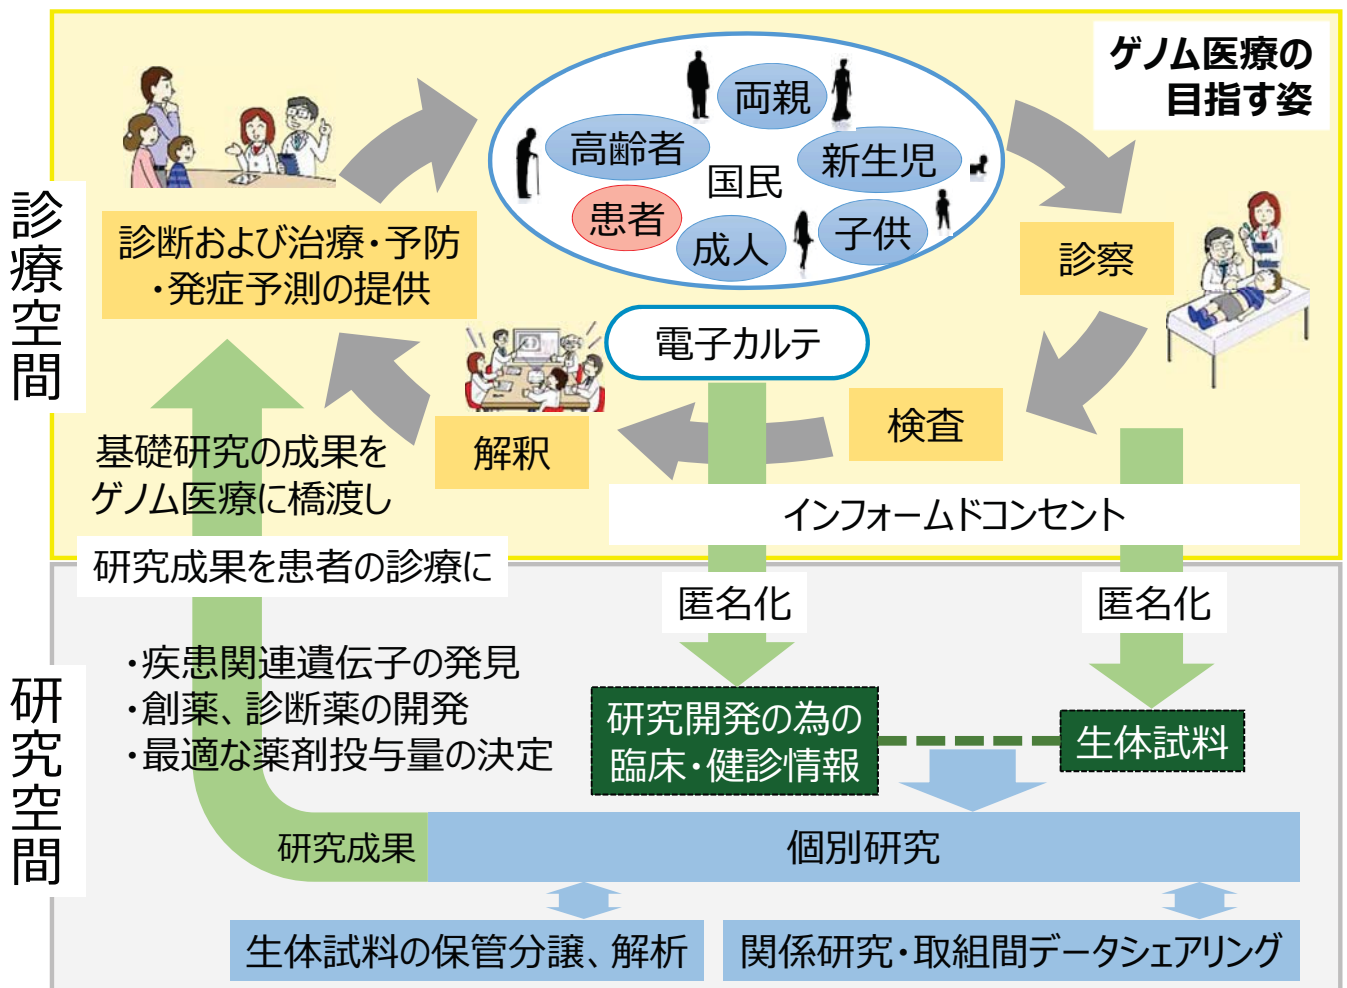 ゲノム医療の
目指す姿
診療空間
両親
高齢者
新生児
国民
患者
成人
子供
診断および治療・予防
・発症予測の提供
診察
電子カルテ
検査
解釈
基礎研究の成果を
ゲノム医療に橋渡し
インフォームドコンセント
研究成果を患者の診療に
匿名化
匿名化
研究空間
・疾患関連遺伝子の発見
・創薬、診断薬の開発
・最適な薬剤投与量の決定
研究開発の為の
臨床・健診情報
生体試料
研究成果
個別研究
生体試料の保管分譲、解析
関係研究・取組間データシェアリング